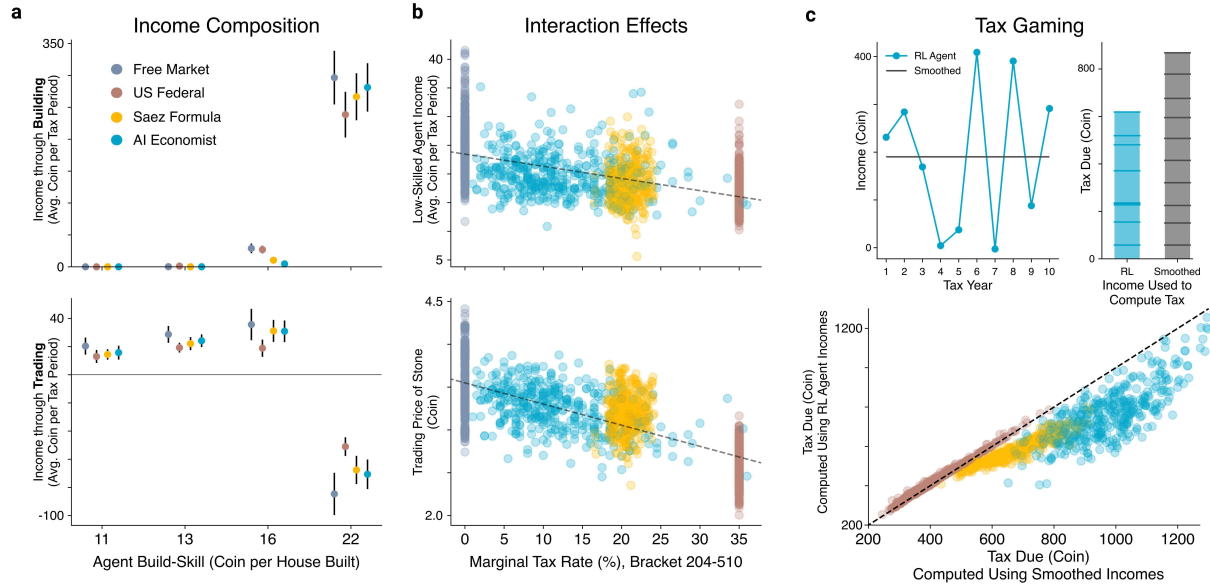 a
Income Composition
350
0
Income through Building
(Avg. Coin per Tax Period)
Free Market
US Federal
Saez Formula
AI Economist
40
-100
Income through Trading
(Avg. Coin per Tax Period)
11 13 16 22
Agent Build-Skill (Coin per House Built)
b
Interaction Effects
40
5
Low-Skilled Agent Income
(Avg. Coin per Tax Period)
4.5
2.0
Trading Price of Stone
(Coin)
0 5 10 15 20 25 30 35
Marginal Tax Rate (%), Bracket 204-510
c
Tax Gaming
400
0
Income (Coin)
RL Agent
Smoothed
1 2 3 4 5 6 7 8 9 10
Tax Year
800
0
Tax Due (Coin)
RL Smoothed
Income Used to
Compute Tax
1200
200
Tax Due (Coin)
Computed Using RL Agent Incomes
200 400 600 800 1000 1200
Tax Due (Coin)
Computed Using Smoothed Incomes